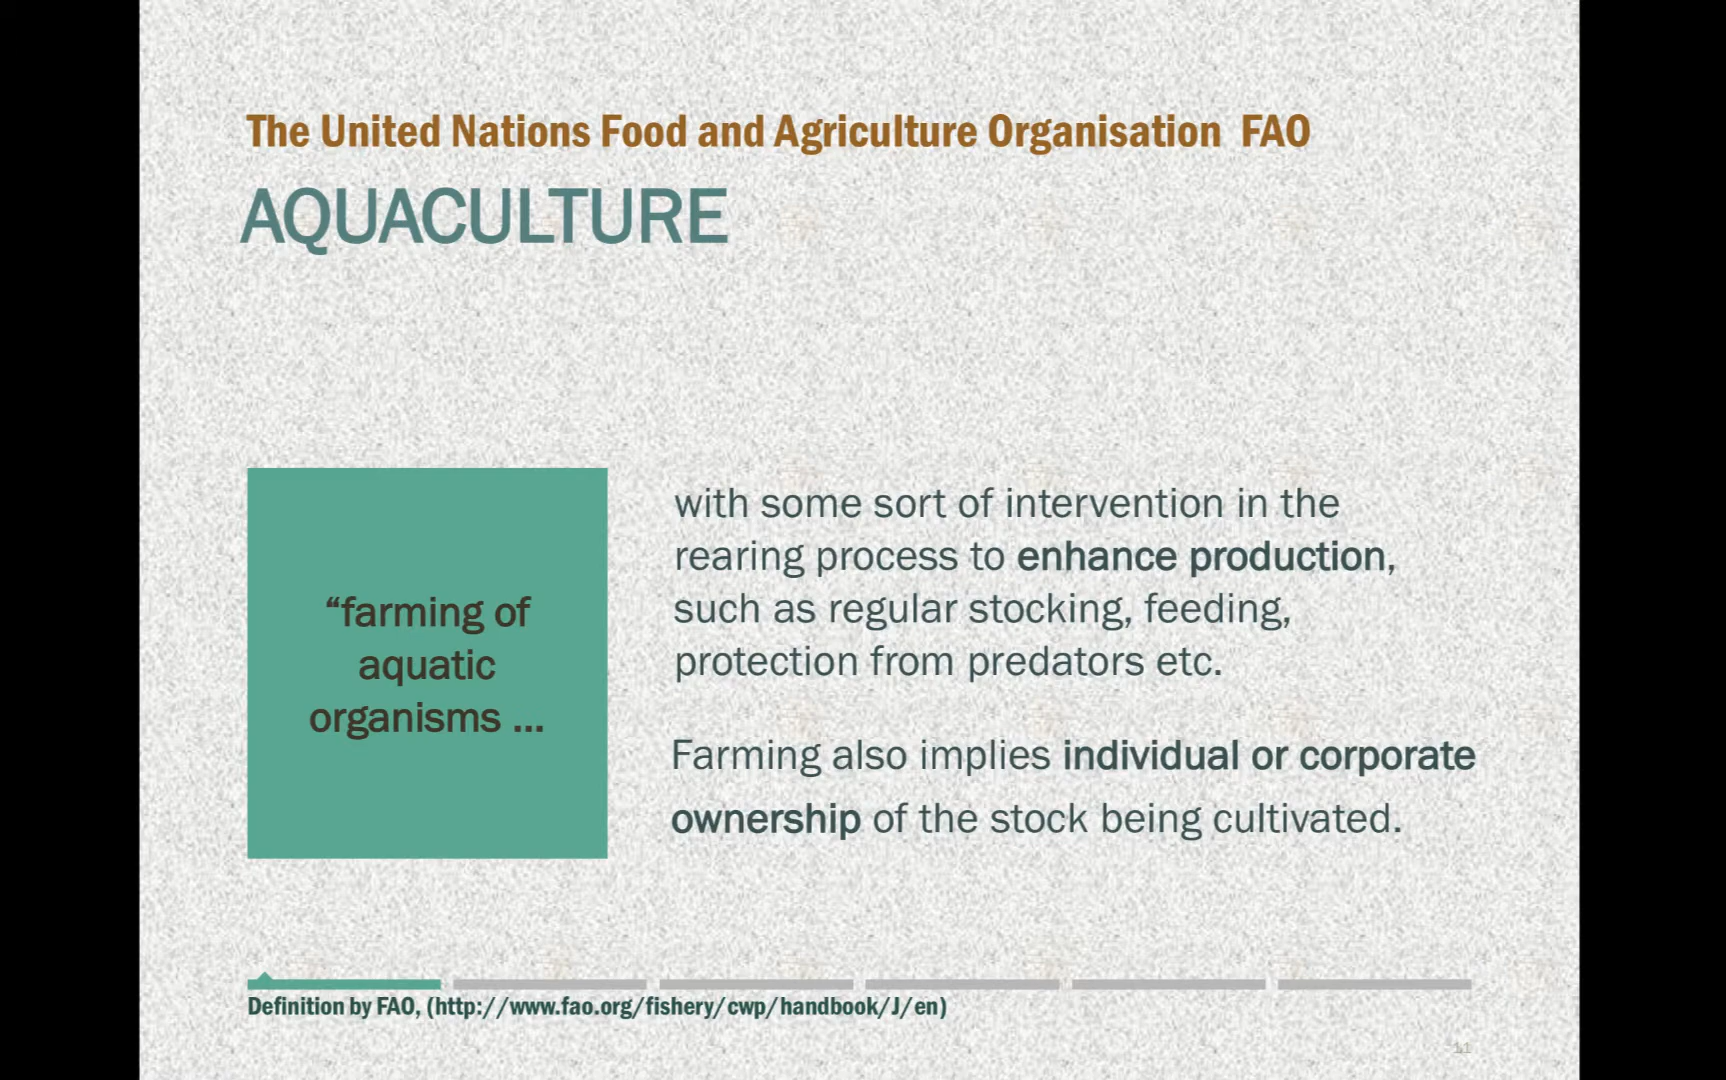 The United Nations Food and Agriculture Organisation FAO
AQUACULTURE
“farming of
aquatic
organisms ...
with some sort of intervention in the
rearing process to enhance production,
such as regular stocking, feeding,
protection from predators etc.
Farming also implies individual or corporate
ownership of the stock being cultivated.
Definition by FAO, (http://www.fao.org/fishery/cwp/handbook/J/en)
11